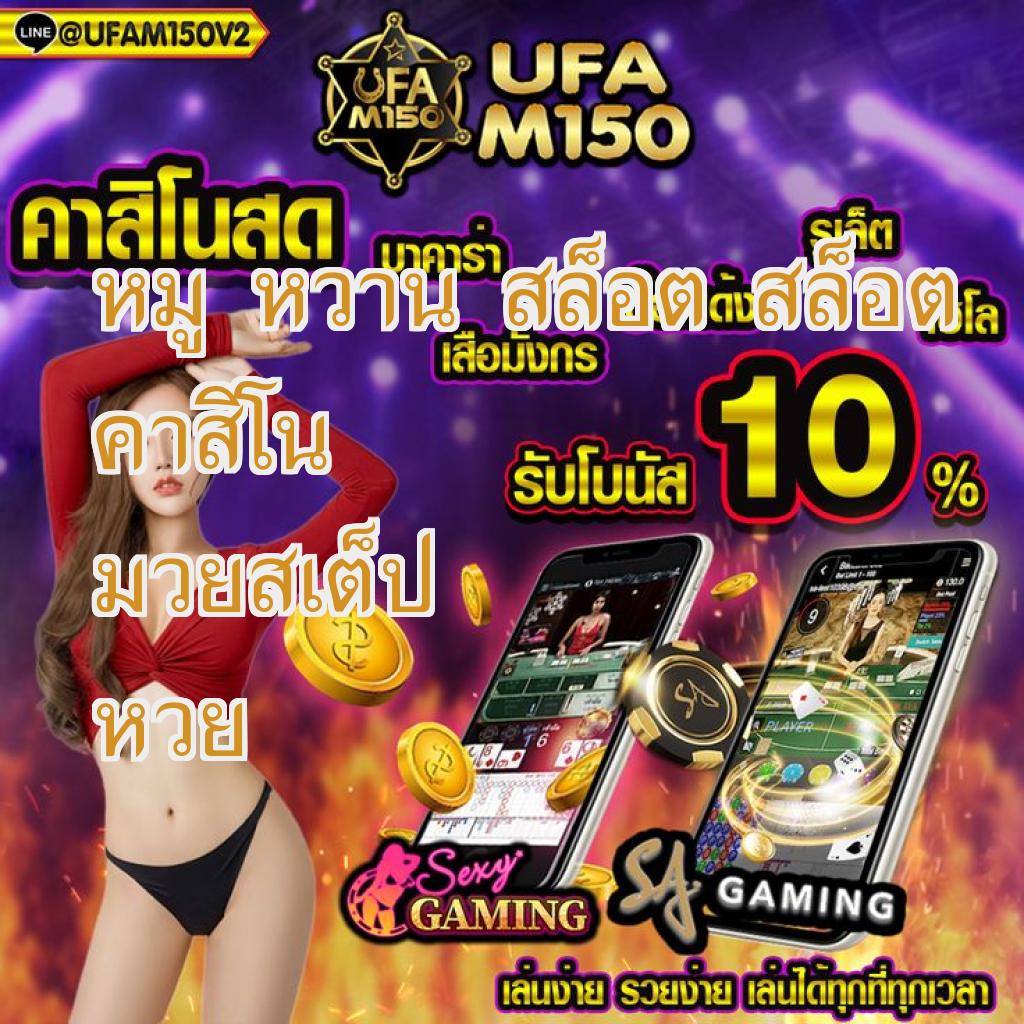 LINE @UFAM150V2
UFA
M150
UFA
M150
คาสิโนสด
บาคาร่า
รูเล็ต
หมู หวาน สล็อต สล็อต
เสือมังกร
คาสิโน
10
รับโบนัส
%
มวยสเต็ป
หวย
9
PLAYER
SA
Sexy
GAMING
SA GAMING
เล่นง่าย รวยง่าย เล่นได้ทุกที่ทุกเวลา